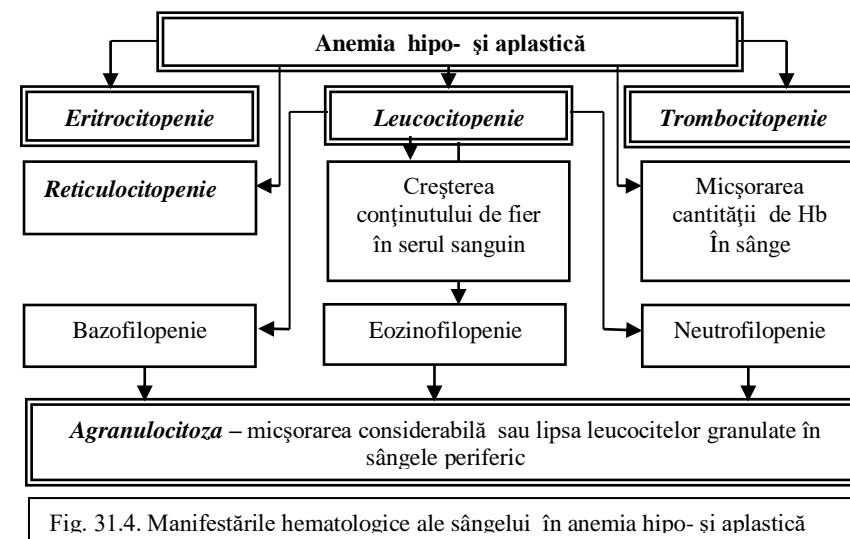 Anemia hipo- şi aplastică
Eritrocitopenie
Leucocitopenie
Trombocitopenie
Reticulocitopenie
Creşterea
conţinutului de fier
în serul sanguin
Micşorarea
cantităţii de Hb
În sânge
Bazofilopenie
Eozinofilopenie
Neutrofilopenie
Agranulocitoza – micşorarea considerabilă sau lipsa leucocitelor granulate în
sângele periferic
Fig. 31.4. Manifestările hematologice ale sângelui în anemia hipo- şi aplastică